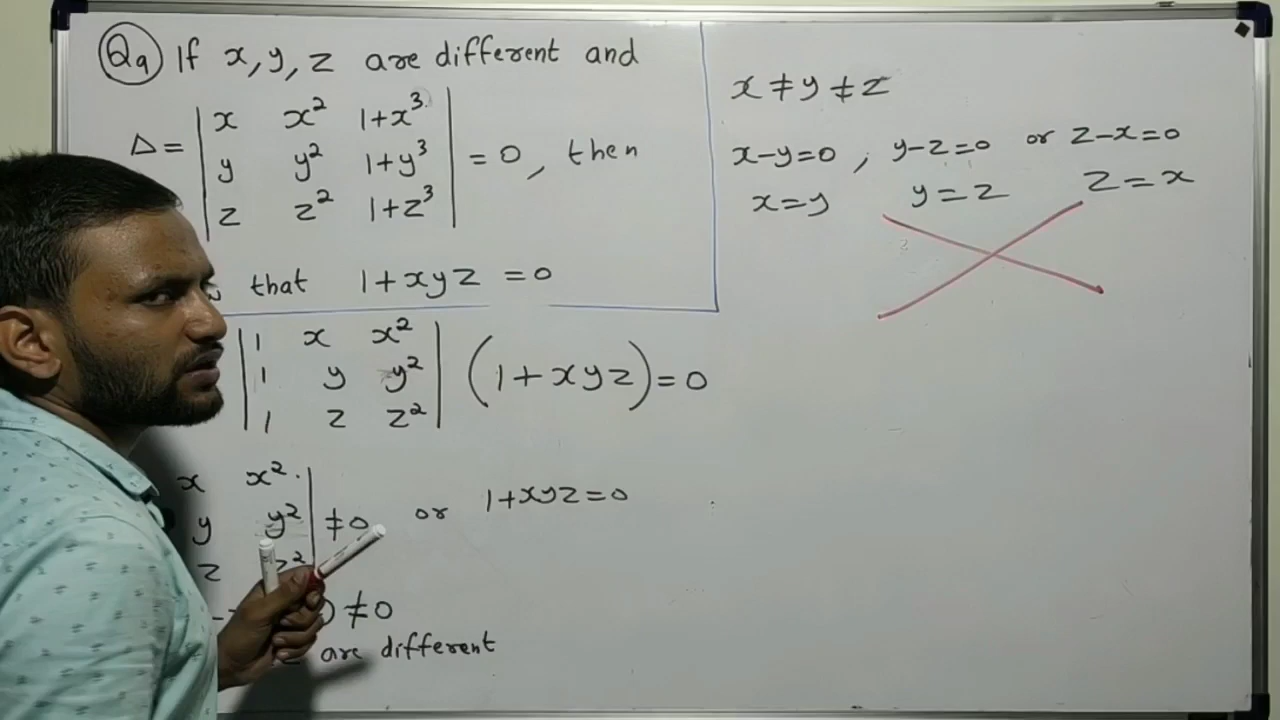 Q9 If x, y, z are different and
Δ = | x x² 1+x³ |
| y y² 1+y³ | = 0, then
| z z² 1+z³ |
that 1+xyz = 0
| 1 x x² |
| 1 y y² | (1+xyz) = 0
| 1 z z² |
x x² |
y y² | ≠0 or 1+xyz=0
z z² |
) ≠0
are different
x ≠ y ≠ z
x-y=0 , y-z=0 or z-x=0
x=y y=z z=x